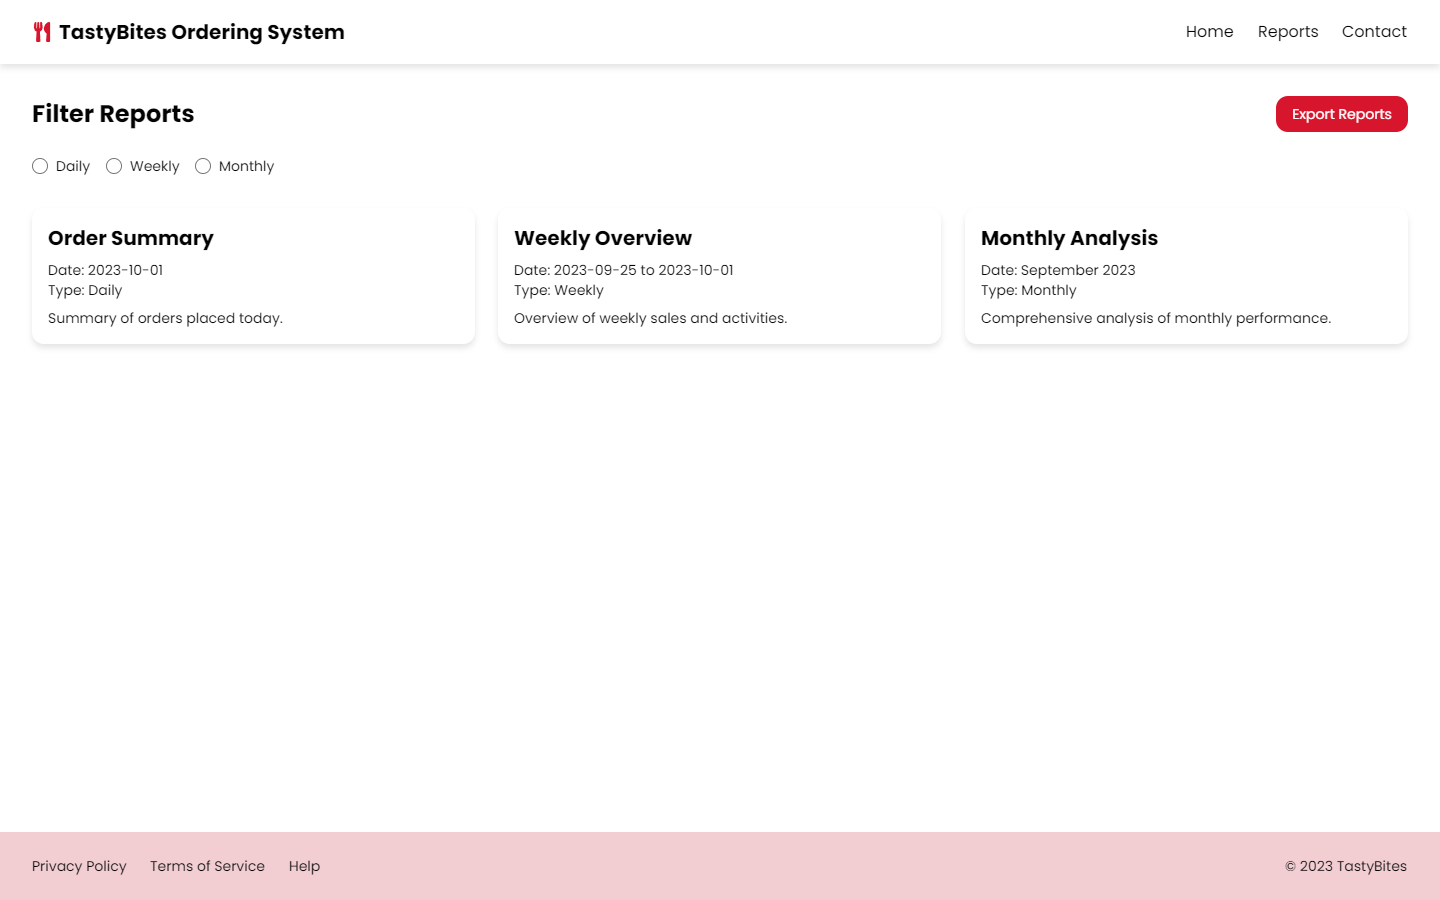 TastyBites Ordering System
Home
Reports
Contact
Filter Reports
Export Reports
Daily
Weekly
Monthly
Order Summary
Date: 2023-10-01
Type: Daily
Summary of orders placed today.
Weekly Overview
Date: 2023-09-25 to 2023-10-01
Type: Weekly
Overview of weekly sales and activities.
Monthly Analysis
Date: September 2023
Type: Monthly
Comprehensive analysis of monthly performance.
Privacy Policy
Terms of Service
Help
© 2023 TastyBites